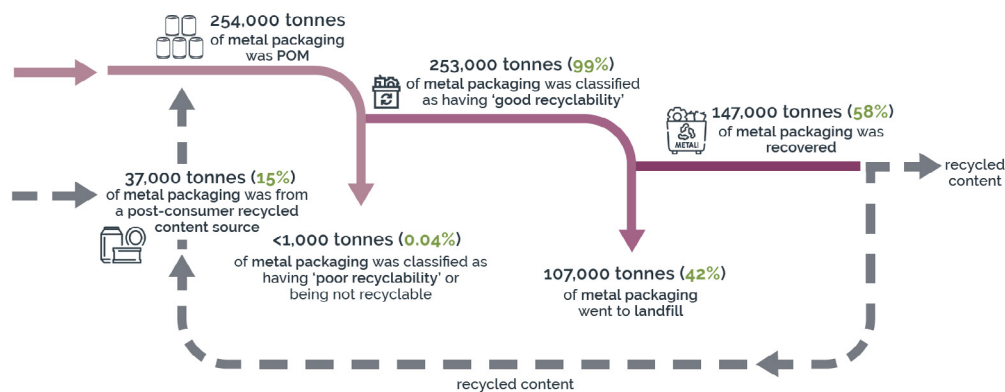 254,000 tonnes
of metal packaging
was POM
253,000 tonnes (99%)
of metal packaging was classified
as having ‘good recyclability’
147,000 tonnes (58%)
of metal packaging was
recovered
METAL
recycled
content
37,000 tonnes (15%)
of metal packaging was from
a post-consumer recycled
content source
<1,000 tonnes (0.04%)
of metal packaging was classified as
having ‘poor recyclability’ or
being not recyclable
107,000 tonnes (42%)
of metal packaging
went to landfill
recycled content